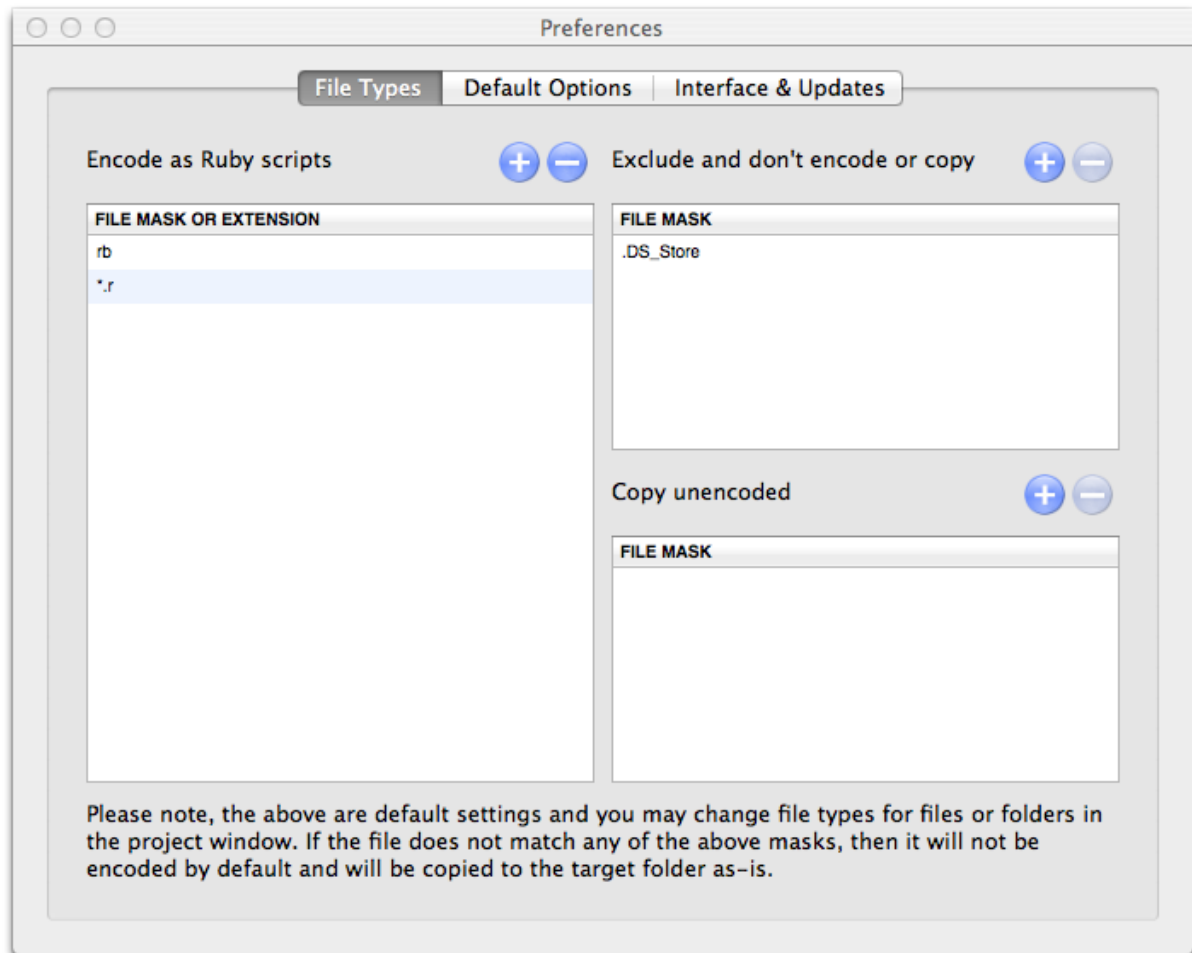 Preferences
File Types
Default Options
Interface & Updates
Encode as Ruby scripts
FILE MASK OR EXTENSION
rb
*.r
Exclude and don't encode or copy
FILE MASK
.DS_Store
Copy unencoded
FILE MASK
Please note, the above are default settings and you may change file types for files or folders in
the project window. If the file does not match any of the above masks, then it will not be
encoded by default and will be copied to the target folder as-is.